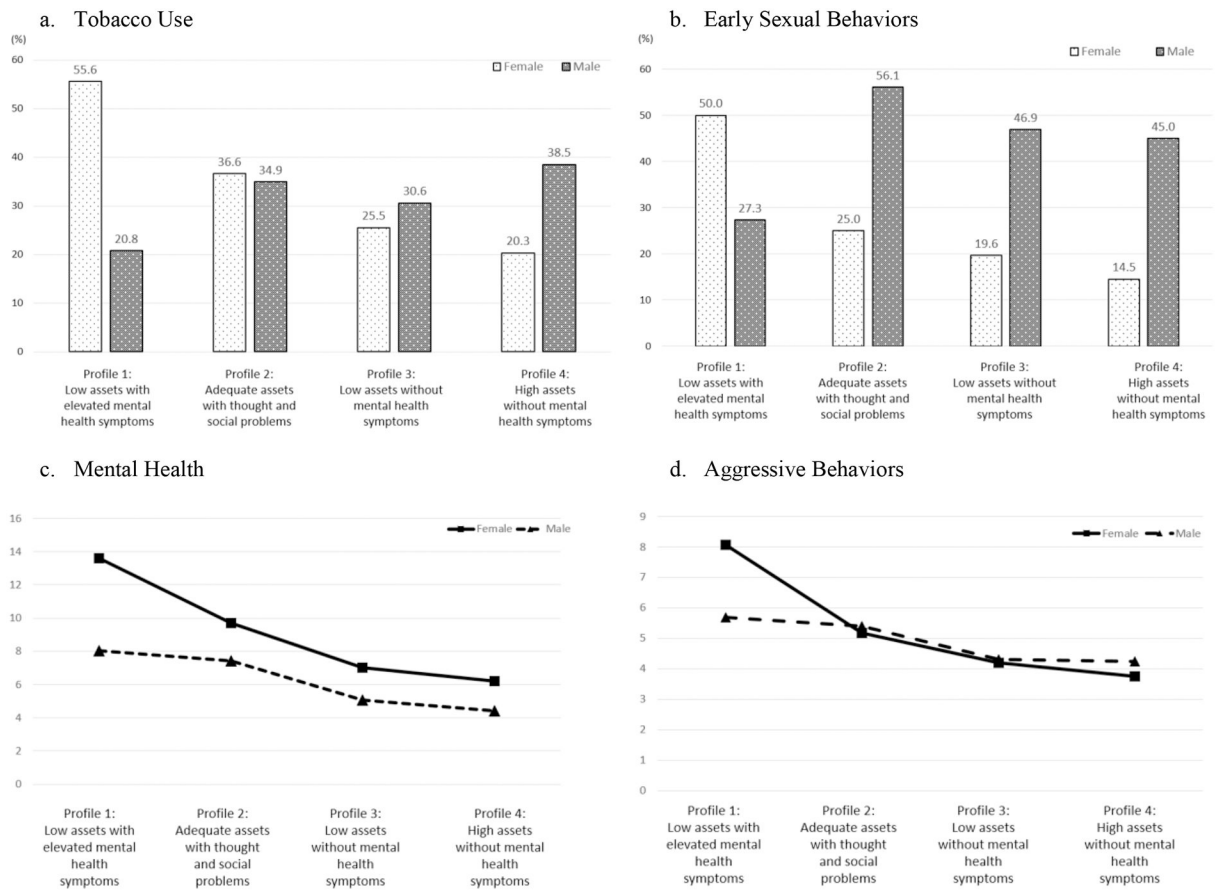 a. Tobacco Use
(%)
Female Male
60
50
40
30
20
10
0
55.6
20.8
36.6
34.9
25.5
30.6
20.3
38.5
Profile 1:
Low assets with
elevated mental
health symptoms
Profile 2:
Adequate assets
with thought and
social problems
Profile 3:
Low assets without
mental health
symptoms
Profile 4:
High assets
without mental
health symptoms
b. Early Sexual Behaviors
(%)
Female Male
60
50
40
30
20
10
0
50.0
27.3
25.0
56.1
19.6
46.9
14.5
45.0
Profile 1:
Low assets with
elevated mental
health symptoms
Profile 2:
Adequate assets
with thought and
social problems
Profile 3:
Low assets without
mental health
symptoms
Profile 4:
High assets
without mental
health symptoms
c. Mental Health
Female Male
16
14
12
10
8
6
4
2
0
Profile 1:
Low assets with
elevated mental
health
symptoms
Profile 2:
Adequate assets
with thought
and social
problems
Profile 3:
Low assets
without mental
health
symptoms
Profile 4:
High assets
without mental
health
symptoms
d. Aggressive Behaviors
Female Male
9
8
7
6
5
4
3
2
1
0
Profile 1:
Low assets with
elevated mental
health
symptoms
Profile 2:
Adequate assets
with thought
and social
problems
Profile 3:
Low assets
without mental
health
symptoms
Profile 4:
High assets
without mental
health
symptoms